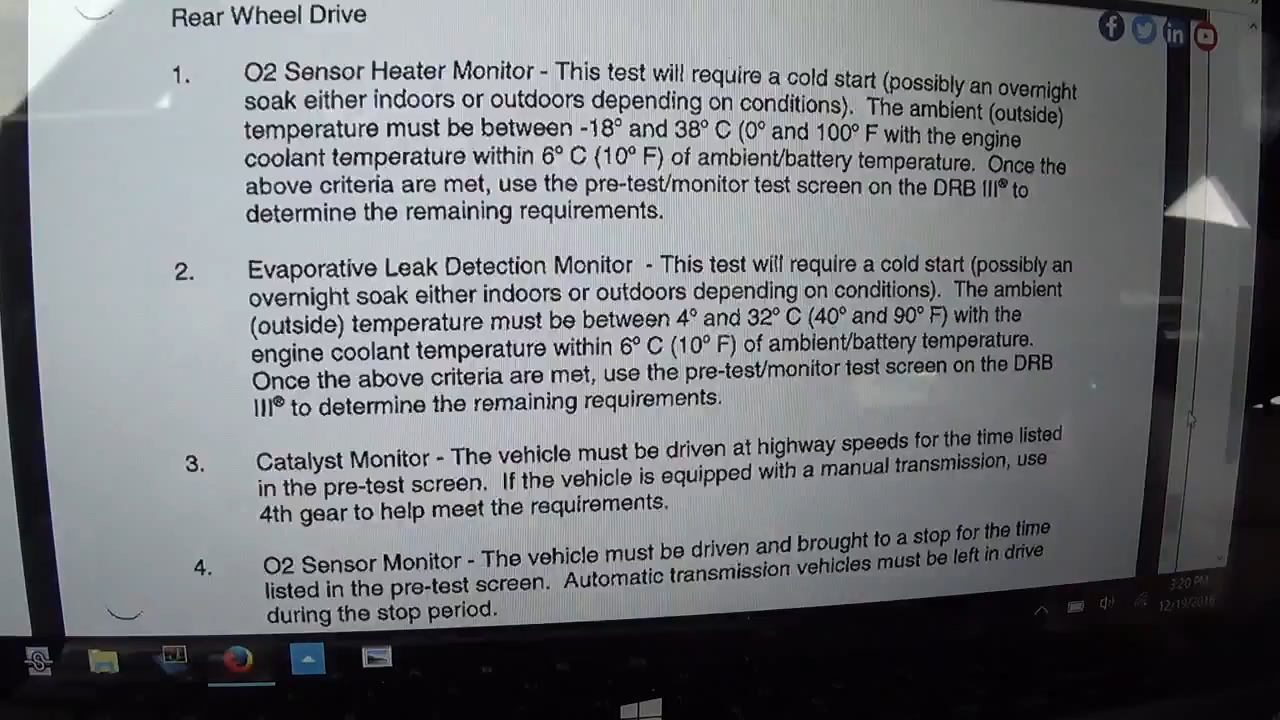 Rear Wheel Drive
1. O2 Sensor Heater Monitor - This test will require a cold start (possibly an overnight
soak either indoors or outdoors depending on conditions). The ambient (outside)
temperature must be between -18° and 38° C (0° and 100° F with the engine
coolant temperature within 6° C (10° F) of ambient/battery temperature. Once the
above criteria are met, use the pre-test/monitor test screen on the DRB III® to
determine the remaining requirements.
2. Evaporative Leak Detection Monitor - This test will require a cold start (possibly an
overnight soak either indoors or outdoors depending on conditions). The ambient
(outside) temperature must be between 4° and 32° C (40° and 90° F) with the
engine coolant temperature within 6° C (10° F) of ambient/battery temperature.
Once the above criteria are met, use the pre-test/monitor test screen on the DRB
III® to determine the remaining requirements.
3. Catalyst Monitor - The vehicle must be driven at highway speeds for the time listed
in the pre-test screen. If the vehicle is equipped with a manual transmission, use
4th gear to help meet the requirements.
4. O2 Sensor Monitor - The vehicle must be driven and brought to a stop for the time
listed in the pre-test screen. Automatic transmission vehicles must be left in drive
during the stop period.
3:20 PM
12/19/2016